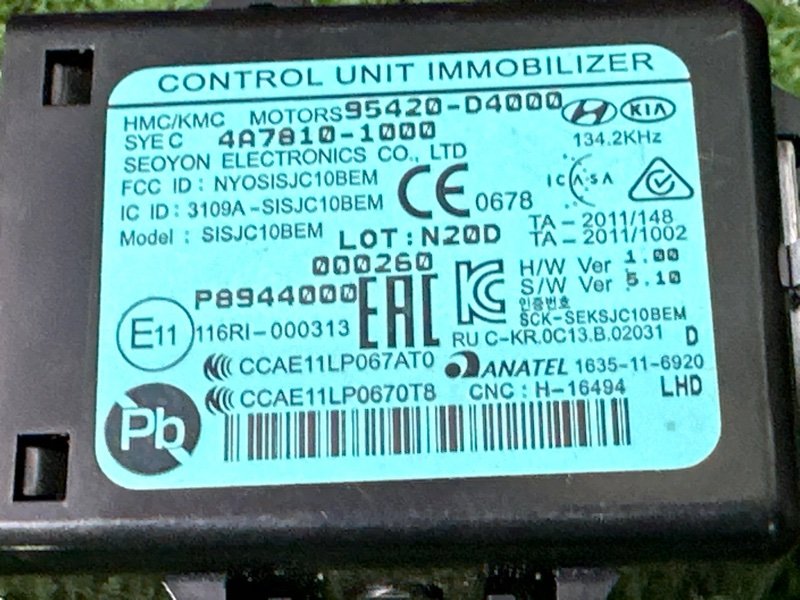 CONTROL UNIT IMMOBILIZER
HMC/KMC MOTORS 95420-D4000 KIA
SYE C 4A7810-1000 134.2KHz
SEOYON ELECTRONICS CO., LTD
FCC ID : NYOSISJC10BEM CE 0678 ICASA
IC ID : 3109A-SISJC10BEM TA - 2011/148
Model : SISJC10BEM LOT:N20D TA - 2011/1002
000260 H/W Ver 1.00
P8944000 EAC KC S/W Ver 5.10
인증번호
SCK-SEKSJC10BEM
E11 116RI-000313 RU C-KR.0C13.B.02031 D
CCAE11LP067AT0 ANATEL 1635-11-6920
CCAE11LP0670T8 CNC : H-16494 LHD
Pb